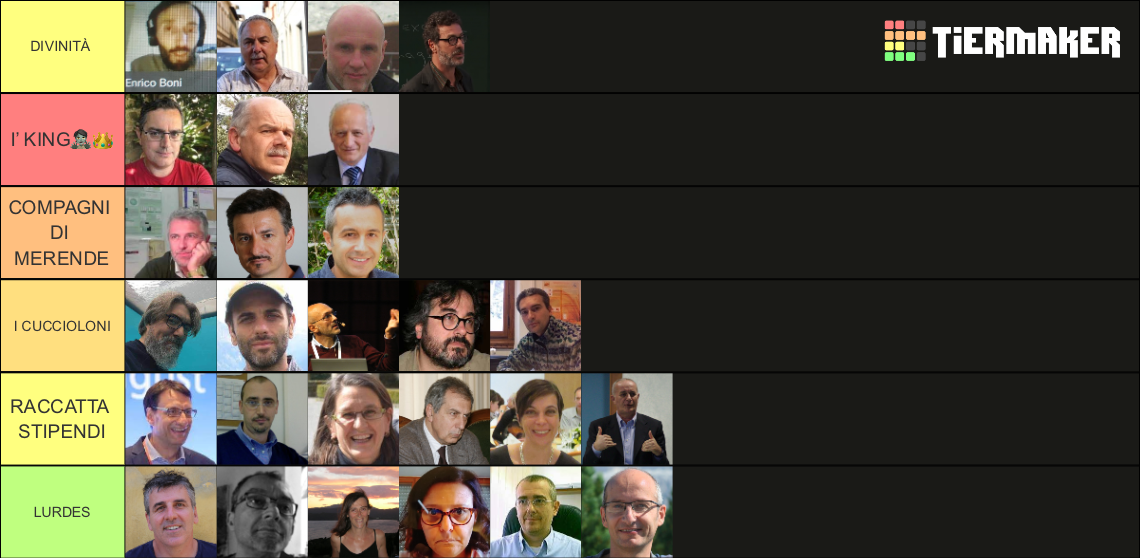 DIVINITÀ
Enrico Boni
TiERMAKER
I' KING🧟👸
COMPAGNI
DI
MERENDE
I CUCCIOLONI
RACCATTA
STIPENDI
LURDES